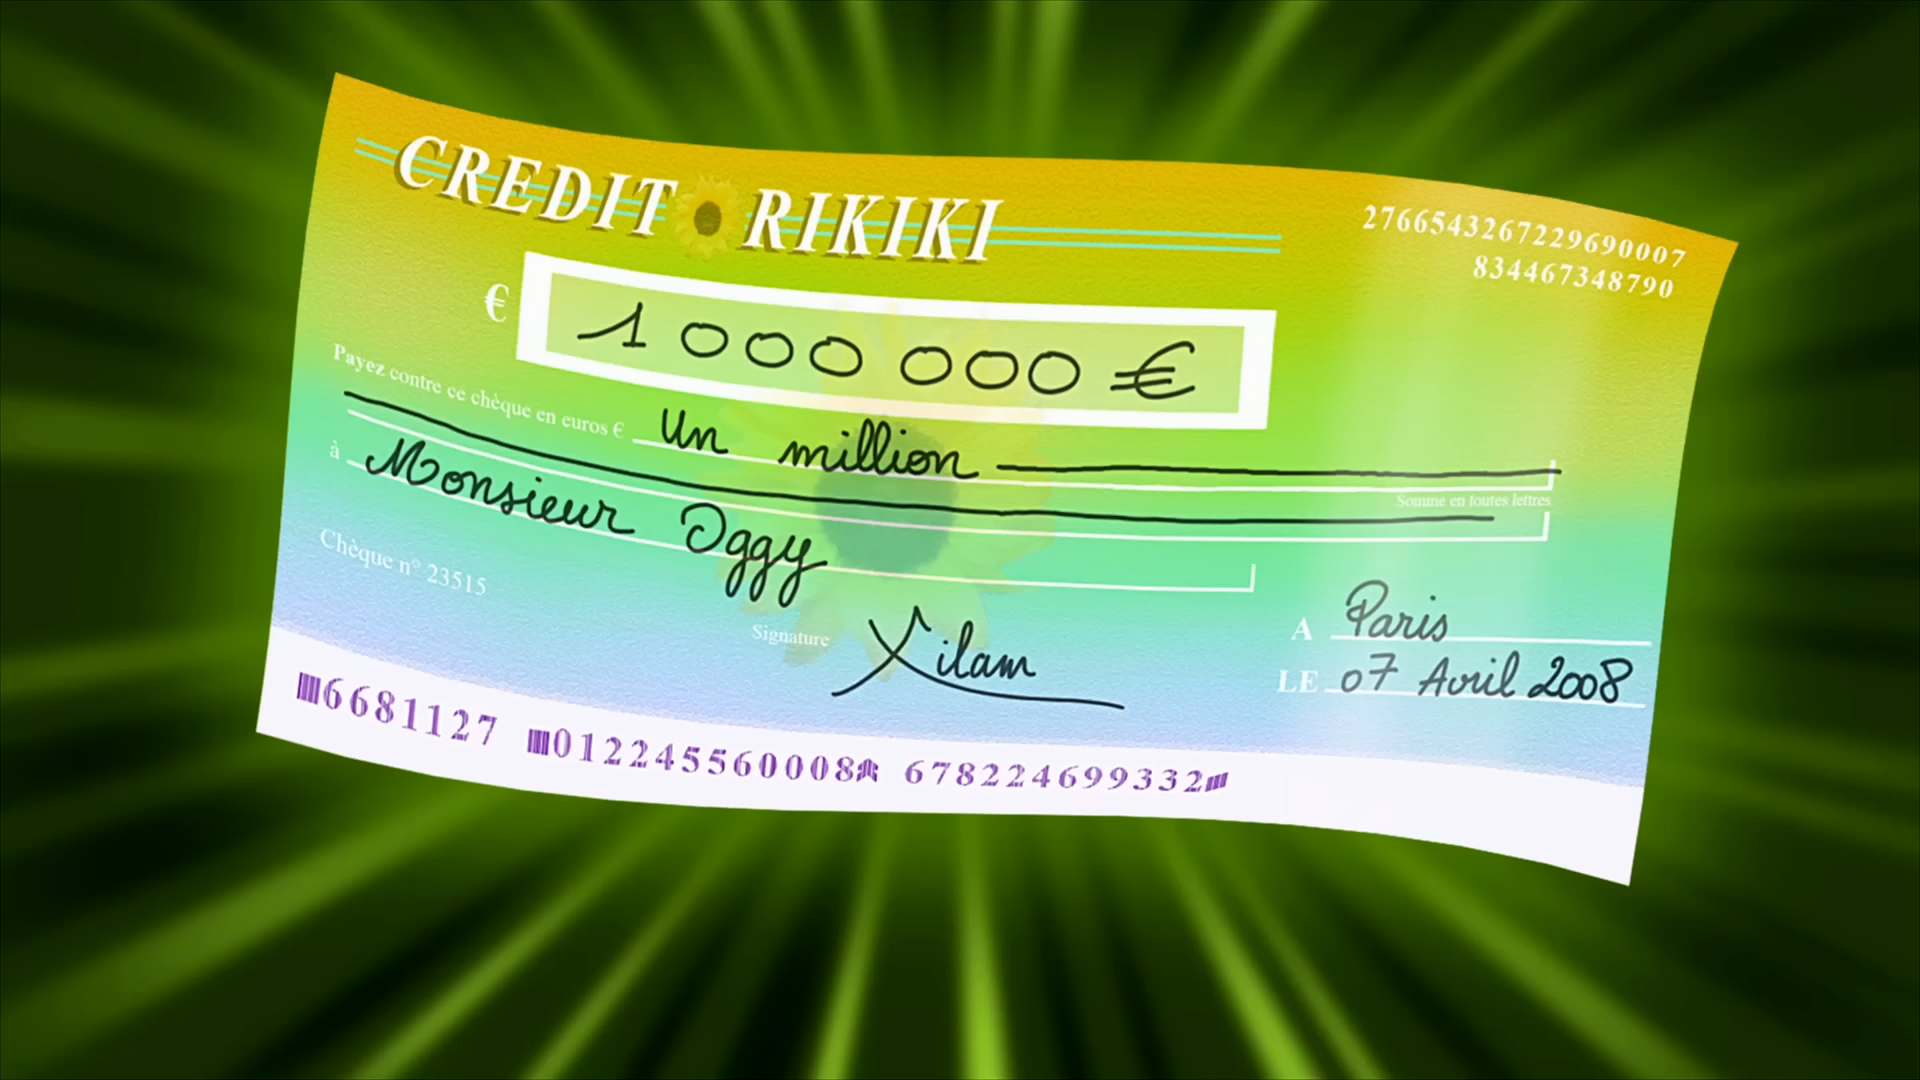 CREDIT RIKIKI
2766543267229690007
834467348790
€ 1 000 000 €
Payez contre ce chèque en euros € Un million
Somme en toutes lettres
à Monsieur Oggy
Chèque n° 23515
Signature Xilam
A Paris
LE 07 Avril 2008
6681127 012245560008 678224699332